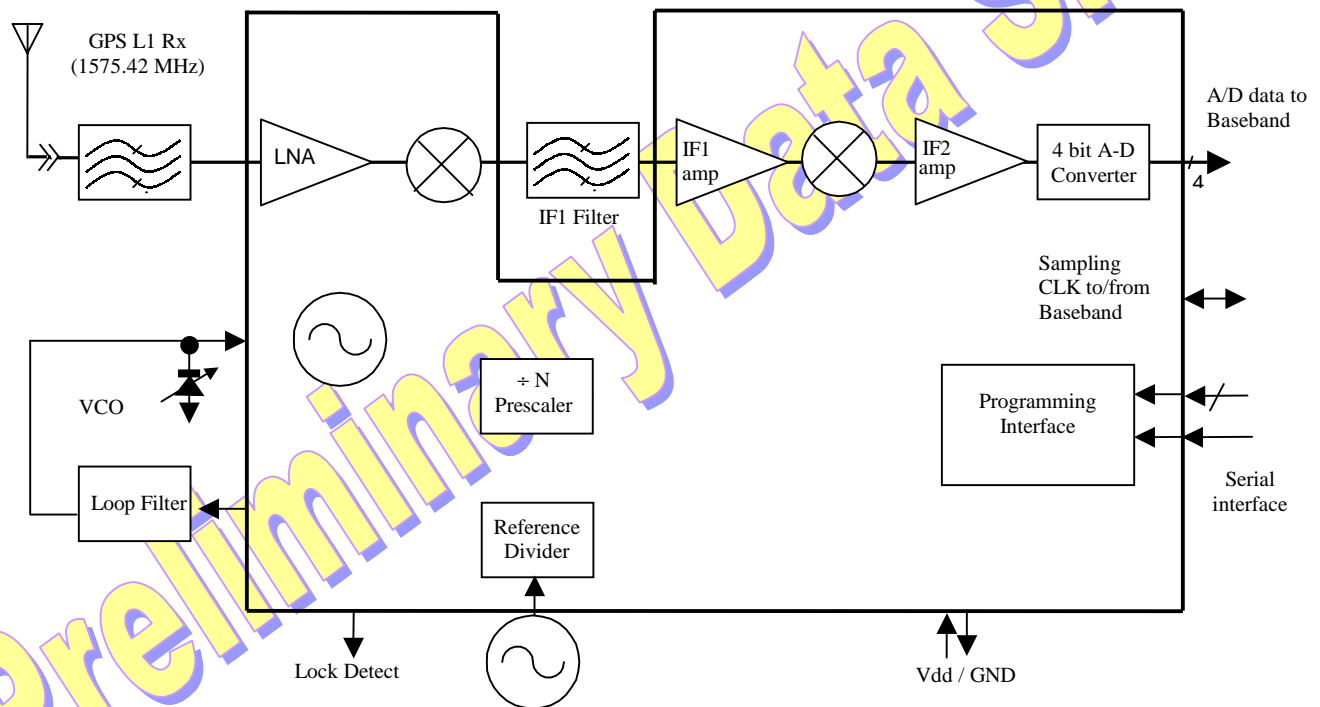 GPS L1 Rx
(1575.42 MHz)
LNA
IF1 Filter
IF1
amp
IF2
amp
4 bit A-D
Converter
A/D data to
Baseband
4
Sampling
CLK to/from
Baseband
VCO
÷ N
Prescaler
Programming
Interface
Loop Filter
Serial
interface
Reference
Divider
Lock Detect
Vdd / GND
Preliminary Data S